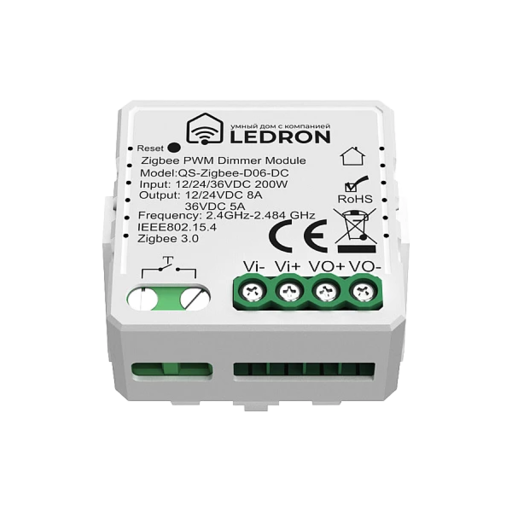 умный дом с компанией
LEDRON
Reset
Zigbee PWM Dimmer Module
Model:QS-Zigbee-D06-DC
Input: 12/24/36VDC 200W
Output: 12/24VDC 8A
36VDC 5A
Frequency: 2.4GHz-2.484 GHz
IEEE802.15.4
Zigbee 3.0
RoHS
CE
Vi- Vi+ VO+ VO-